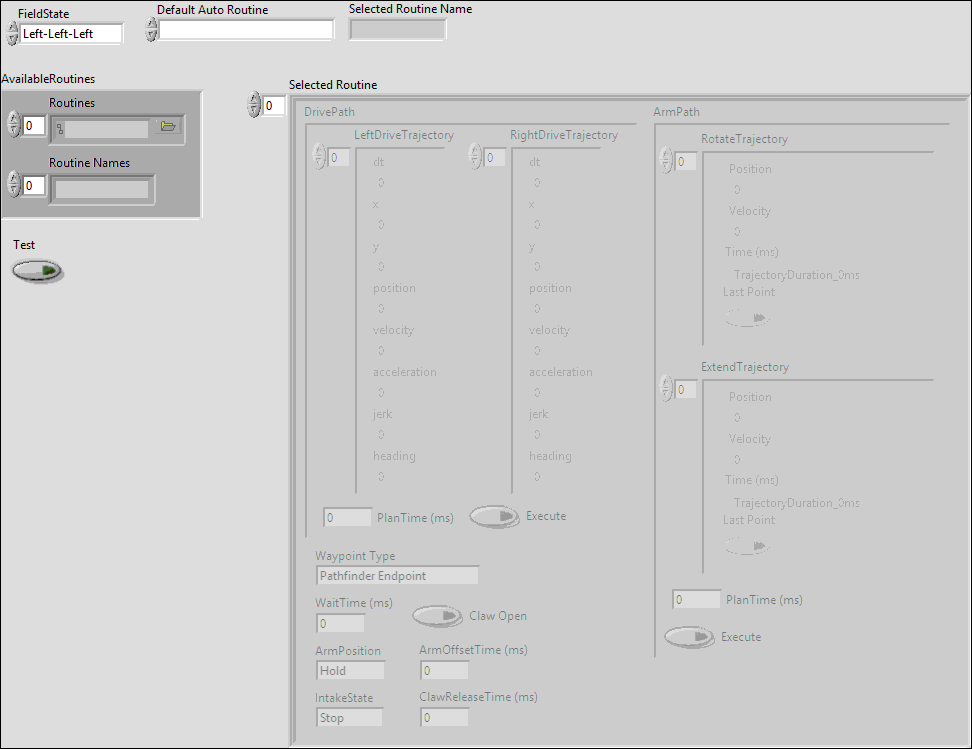 FieldState
Left-Left-Left
Default Auto Routine
Selected Routine Name
AvailableRoutines
Routines
0
Routine Names
0
Test
Selected Routine
0
DrivePath
LeftDriveTrajectory
0
dt
0
x
0
y
0
position
0
velocity
0
acceleration
0
jerk
0
heading
0
RightDriveTrajectory
0
dt
0
x
0
y
0
position
0
velocity
0
acceleration
0
jerk
0
heading
0
0
PlanTime (ms)
Execute
Waypoint Type
Pathfinder Endpoint
WaitTime (ms)
0
Claw Open
ArmPosition
Hold
ArmOffsetTime (ms)
0
IntakeState
Stop
ClawReleaseTime (ms)
0
ArmPath
RotateTrajectory
0
Position
0
Velocity
0
Time (ms)
TrajectoryDuration_0ms
Last Point
ExtendTrajectory
0
Position
0
Velocity
0
Time (ms)
TrajectoryDuration_0ms
Last Point
0
PlanTime (ms)
Execute